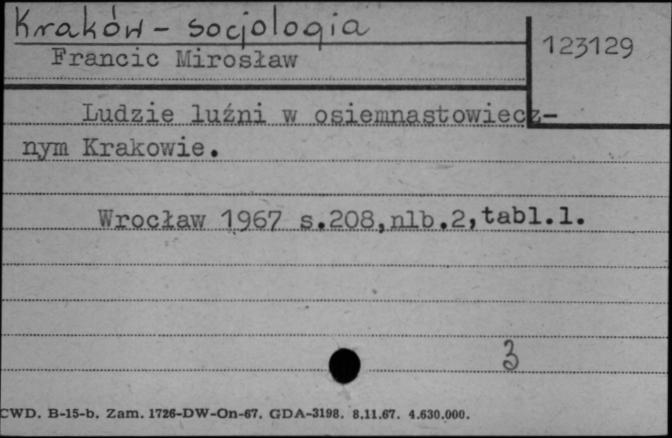 Kraków - socjologia
123129
Francic Mirosław
Ludzie luźni w osiemnastowiecz-
nym Krakowie.
Wrocław 1967 s.208,nlb.2,tabl.1.
3
CWD. B-15-b. Zam. 1726-DW-On-67. GDA-3198. 8.11.67. 4.630.000.